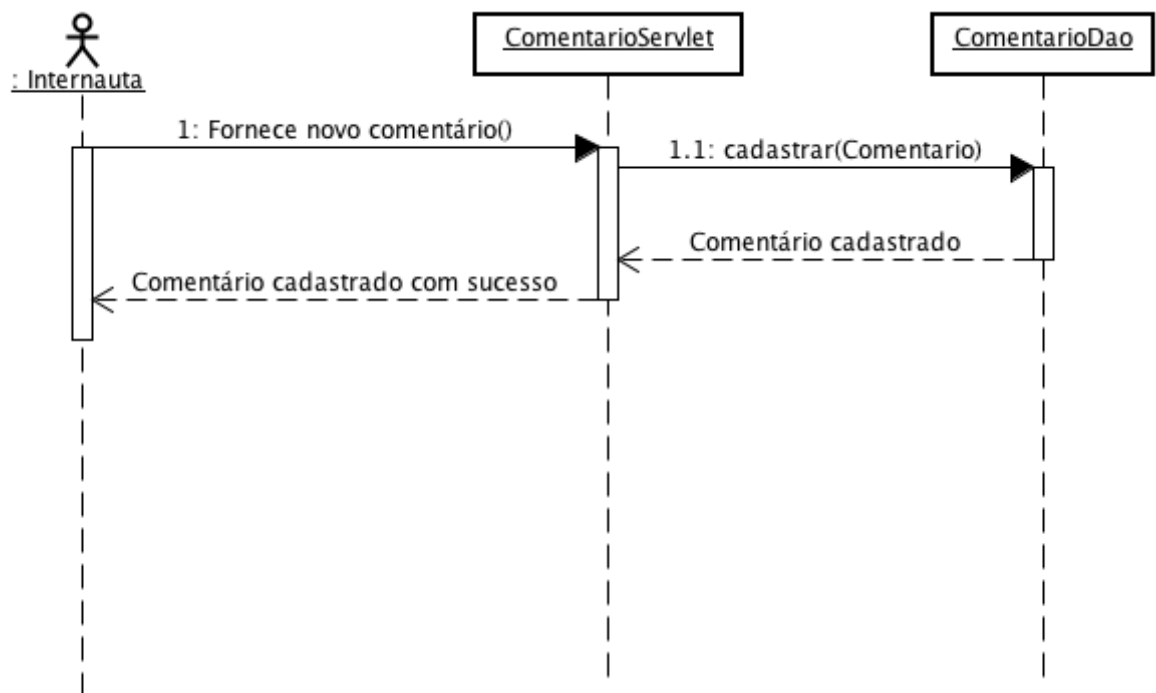 ComentarioServlet
ComentarioDao
: Internauta
1: Fornece novo comentário()
1.1: cadastrar(Comentario)
Comentário cadastrado
Comentário cadastrado com sucesso